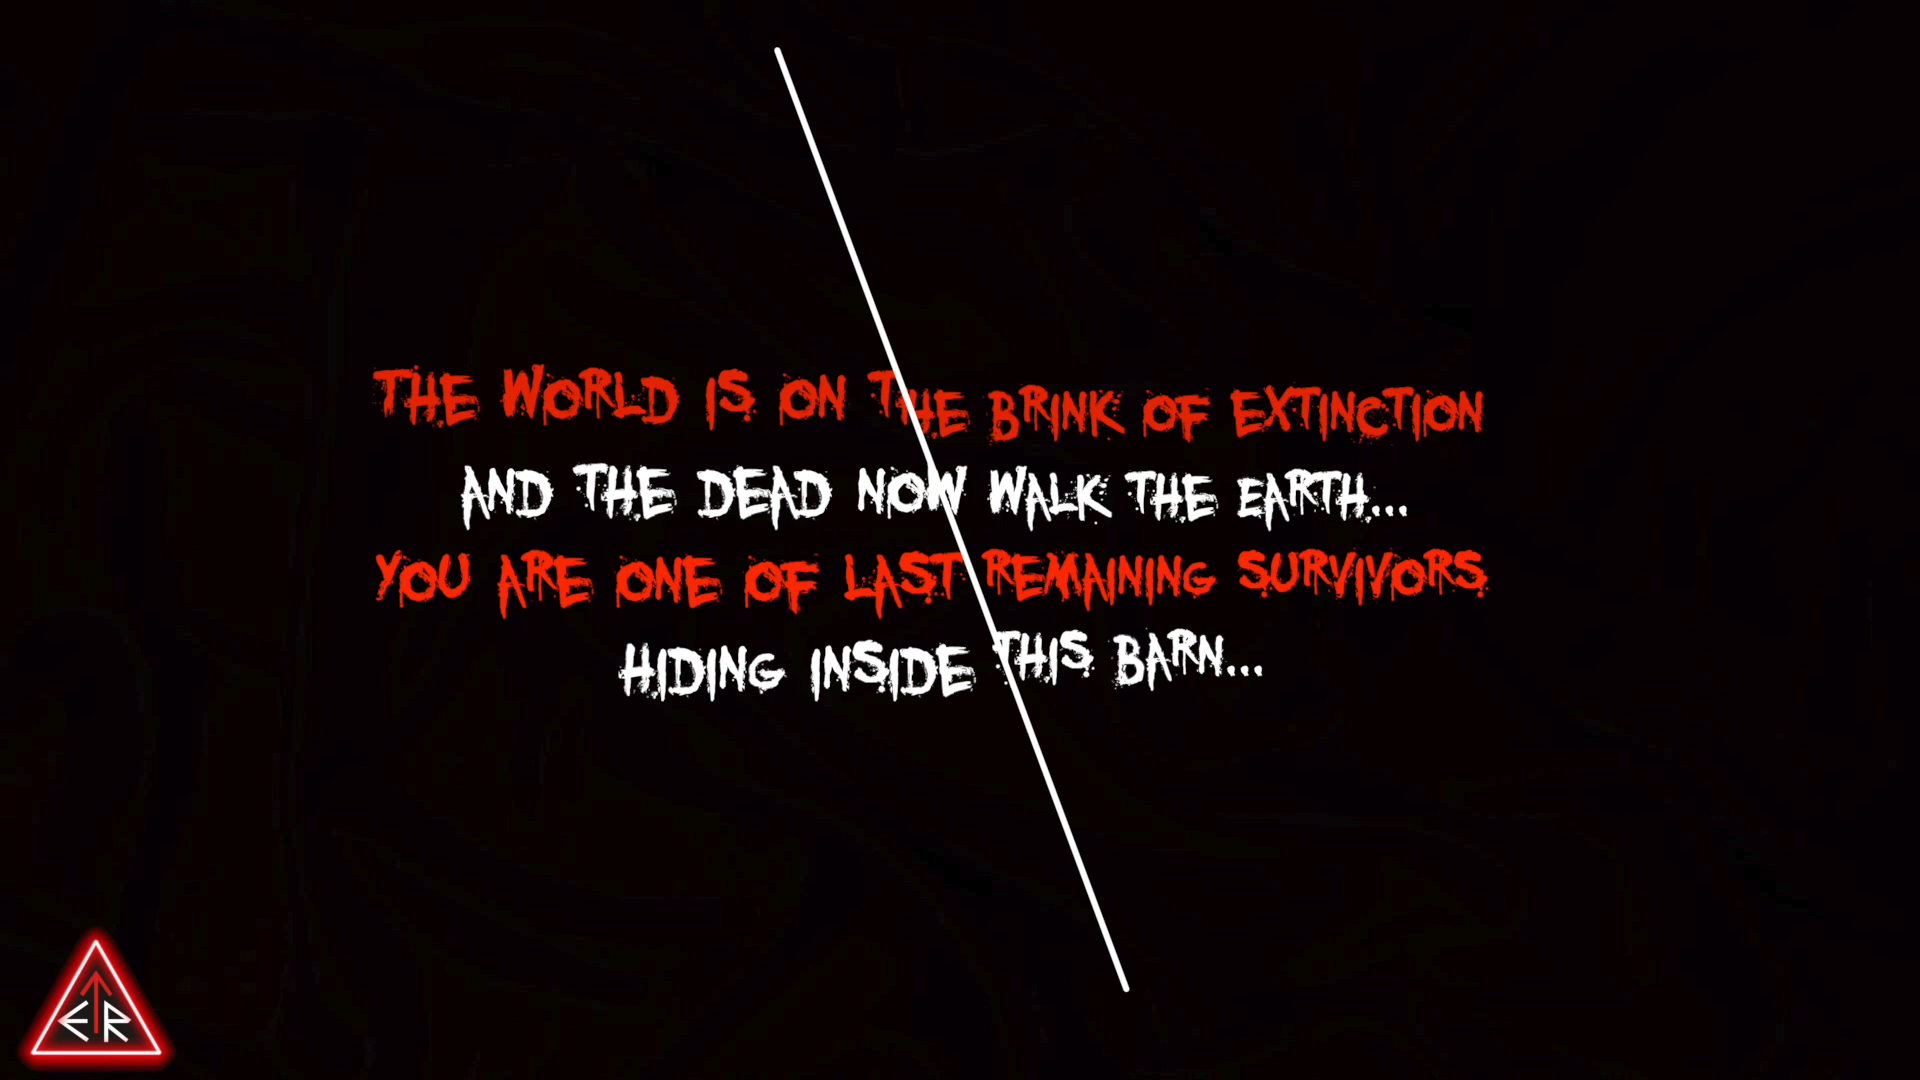 THE WORLD IS ON THE BRINK OF EXTINCTION
AND THE DEAD NOW WALK THE EARTH...
YOU ARE ONE OF LAST REMAINING SURVIVORS
HIDING INSIDE THIS BARN...
ER